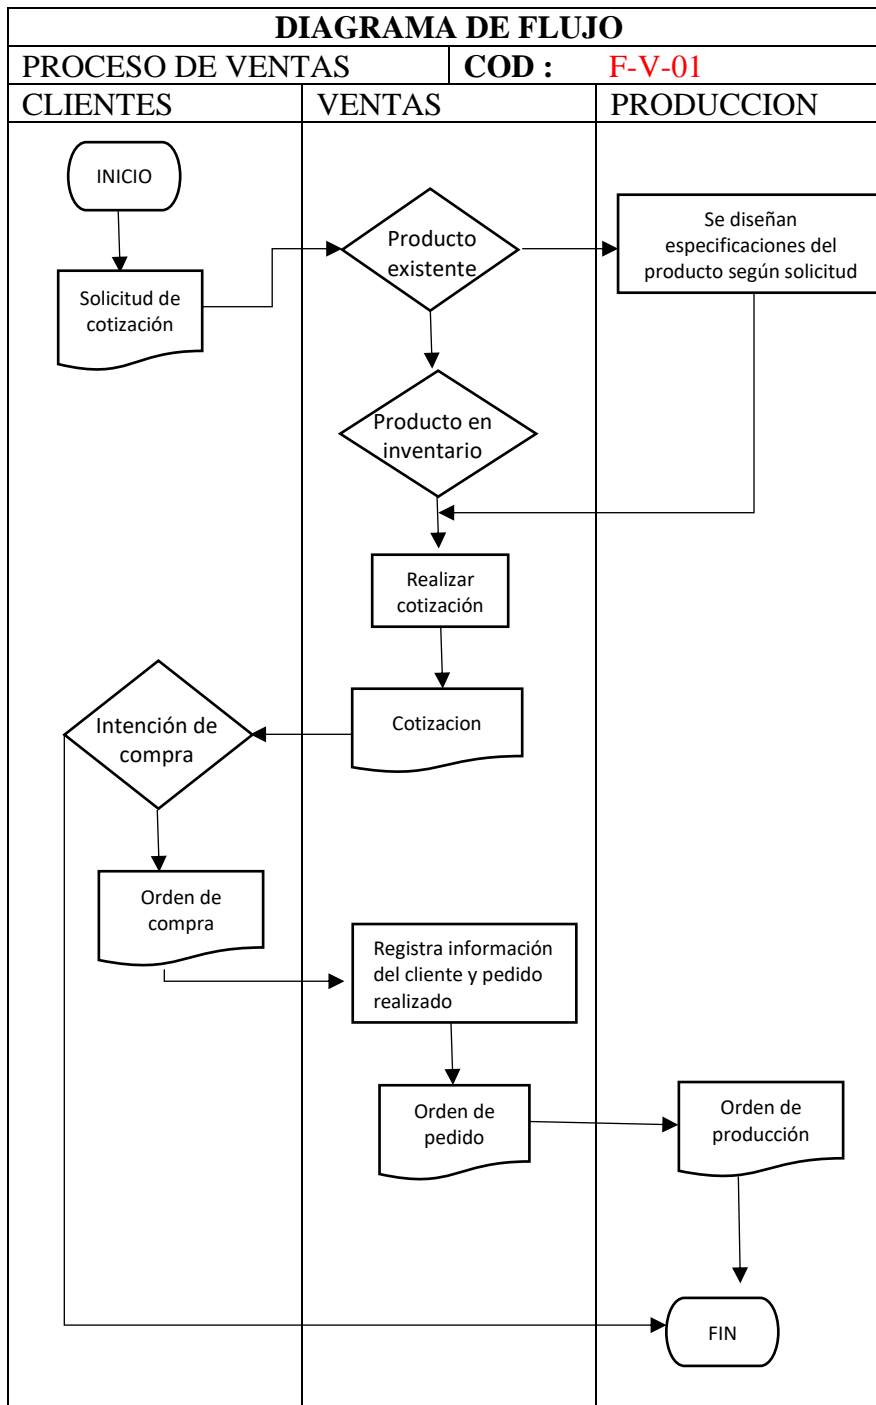 DIAGRAMA DE FLUJO
PROCESO DE VENTAS
COD : F-V-01
CLIENTES
VENTAS
PRODUCCION
INICIO
Solicitud de
cotización
Producto
existente
Se diseñan
especificaciones del
producto según solicitud
Producto en
inventario
Realizar
cotización
Cotizacion
Intención de
compra
Orden de
compra
Registra información
del cliente y pedido
realizado
Orden de
pedido
Orden de
producción
FIN